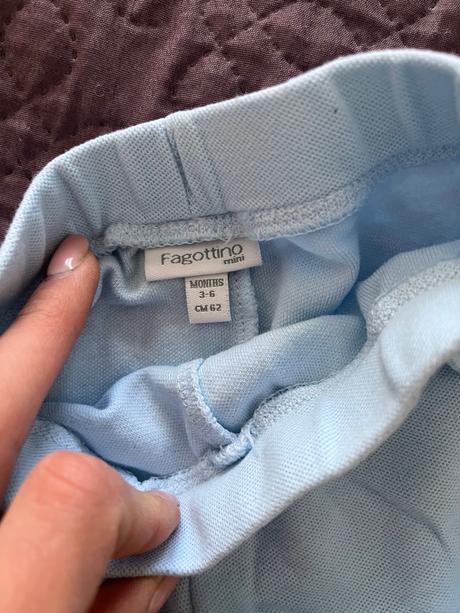 Fagottino
mini
MONTHS
3-6
CM 62